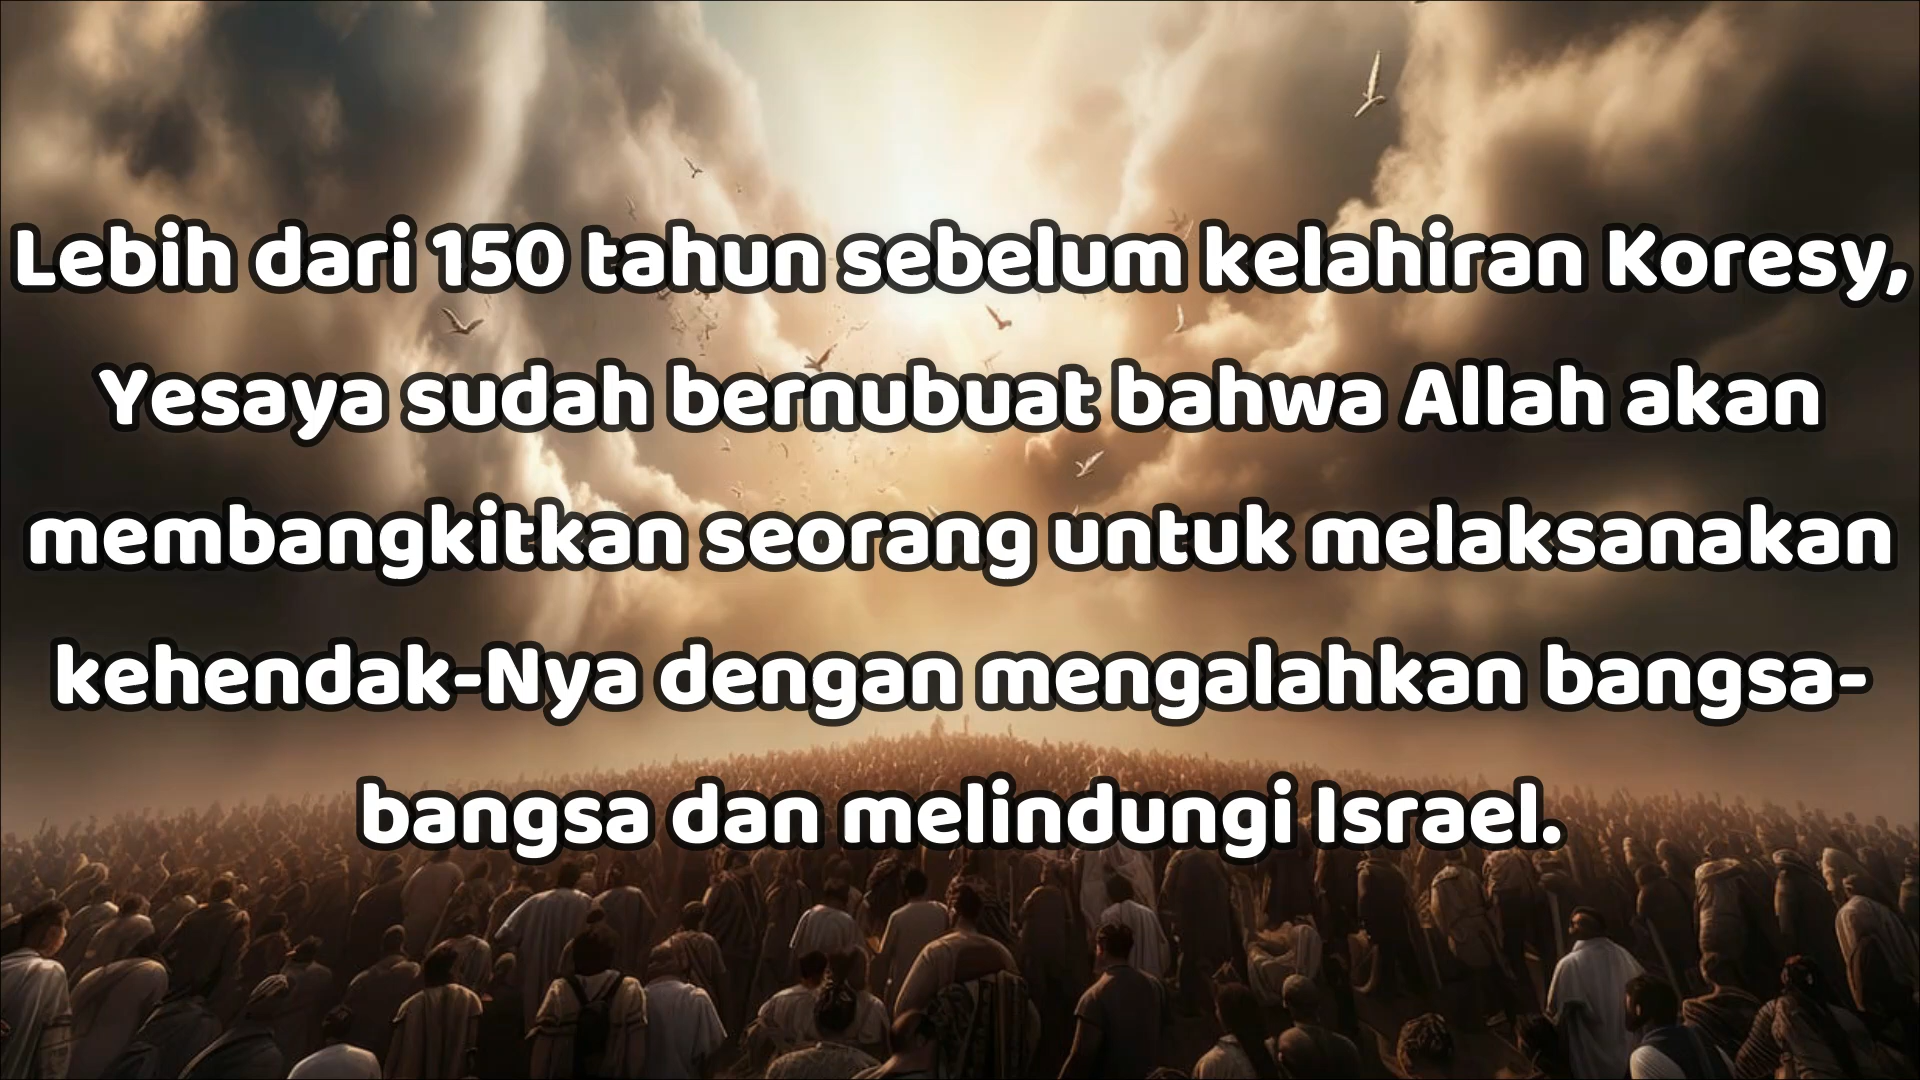 Lebih dari 150 tahun sebelum kelahiran Koresy,
Yesaya sudah bernubuat bahwa Allah akan
membangkitkan seorang untuk melaksanakan
kehendak-Nya dengan mengalahkan bangsa-
bangsa dan melindungi Israel.